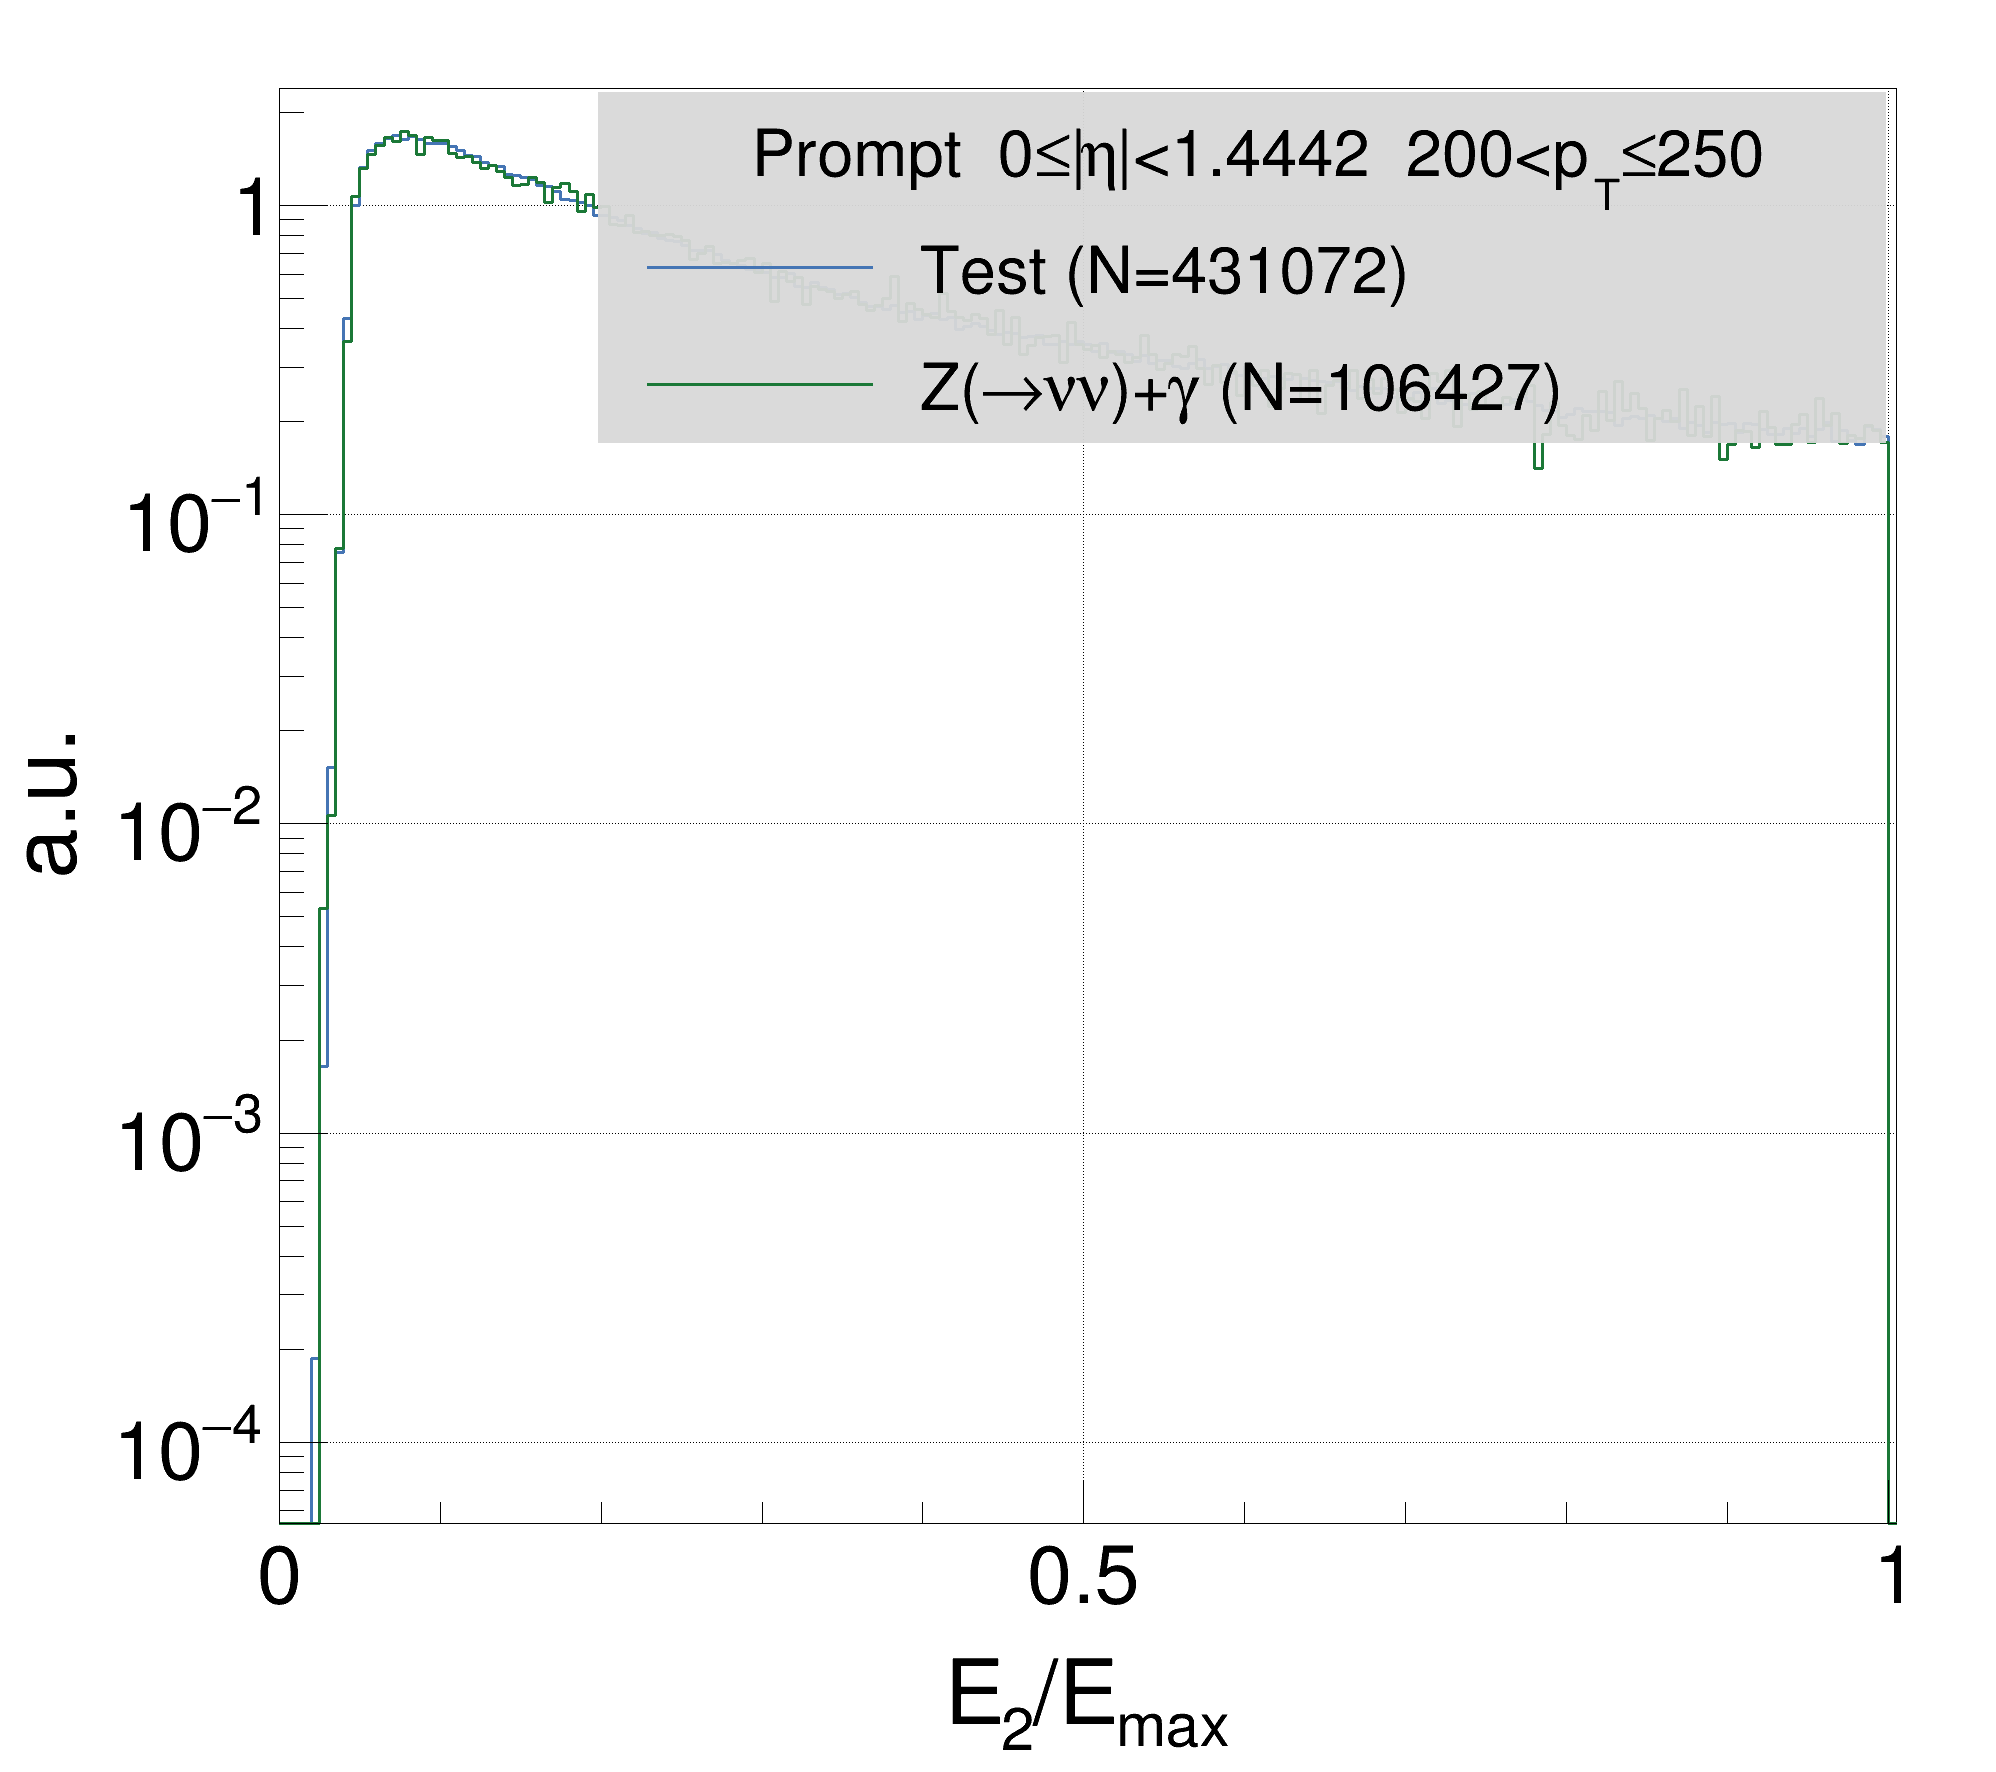 Prompt 0≤|η|<1.4442 200<p_T≤250
Test (N=431072)
Z(→νν)+γ (N=106427)
1
10^−1
10^−2
10^−3
10^−4
a.u.
0 0.5 1
E_2/E_max